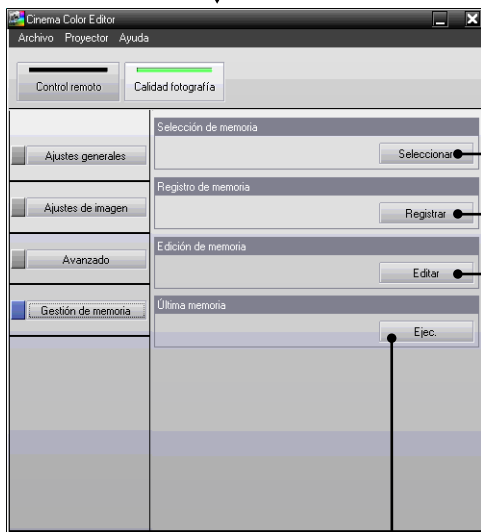 Cinema Color Editor
Archivo Proyector Ayuda
Control remoto Calidad fotografía
Selección de memoria
Ajustes generales
Seleccionar
Registro de memoria
Ajustes de imagen
Registrar
Edición de memoria
Avanzado
Editar
Última memoria
Gestión de memoria
Ejec.